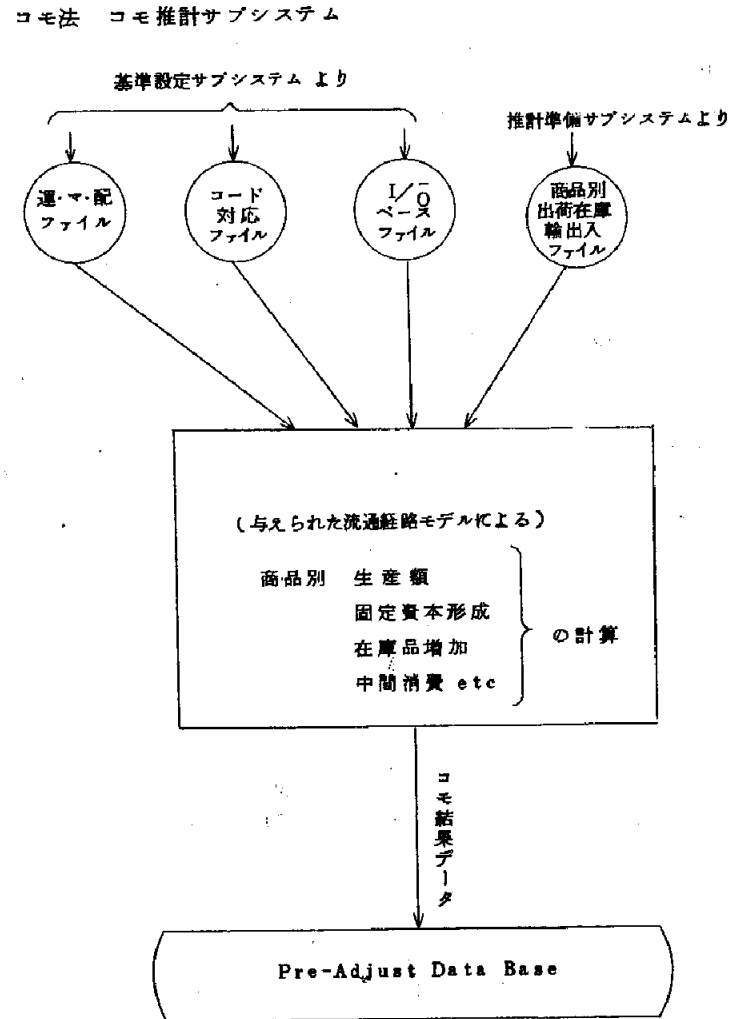 コモ法 コモ推計サブシステム
基準設定サブシステムより
推計準備サブシステムより
運・マ・配
ファイル
コード
対応
ファイル
I/O
ベース
ファイル
商品別
出荷在庫
輸出入
ファイル
(与えられた流通経路モデルによる)
商品別 生産額
固定資本形成
在庫品増加
中間消費 etc
の計算
コモ結果データ
Pre-Adjust Data Base